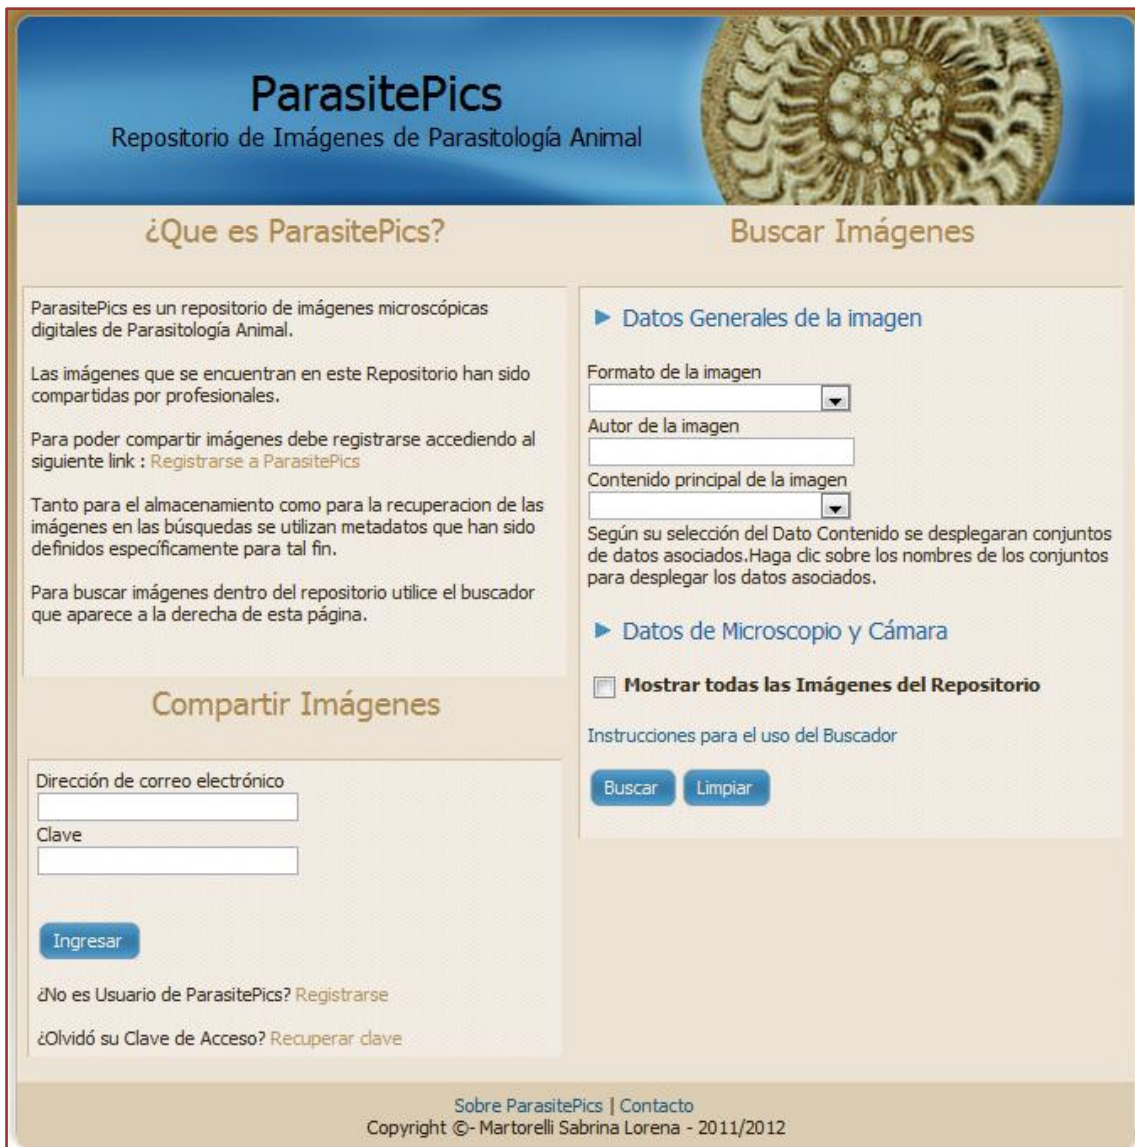 ParasitePics
Repositorio de Imágenes de Parasitología Animal
¿Que es ParasitePics?
ParasitePics es un repositorio de imágenes microscópicas
digitales de Parasitología Animal.
Las imágenes que se encuentran en este Repositorio han sido
compartidas por profesionales.
Para poder compartir imágenes debe registrarse accediendo al
siguiente link : Registrarse a ParasitePics
Tanto para el almacenamiento como para la recuperacion de las
imágenes en las búsquedas se utilizan metadatos que han sido
definidos específicamente para tal fin.
Para buscar imágenes dentro del repositorio utilice el buscador
que aparece a la derecha de esta página.
Compartir Imágenes
Dirección de correo electrónico
Clave
Ingresar
¿No es Usuario de ParasitePics? Registrarse
¿Olvidó su Clave de Acceso? Recuperar clave
Buscar Imágenes
Datos Generales de la imagen
Formato de la imagen
Autor de la imagen
Contenido principal de la imagen
Según su selección del Dato Contenido se desplegaran conjuntos
de datos asociados.Haga clic sobre los nombres de los conjuntos
para desplegar los datos asociados.
Datos de Microscopio y Cámara
Mostrar todas las Imágenes del Repositorio
Instrucciones para el uso del Buscador
Buscar Limpiar
Sobre ParasitePics | Contacto
Copyright ©- Martorelli Sabrina Lorena - 2011/2012